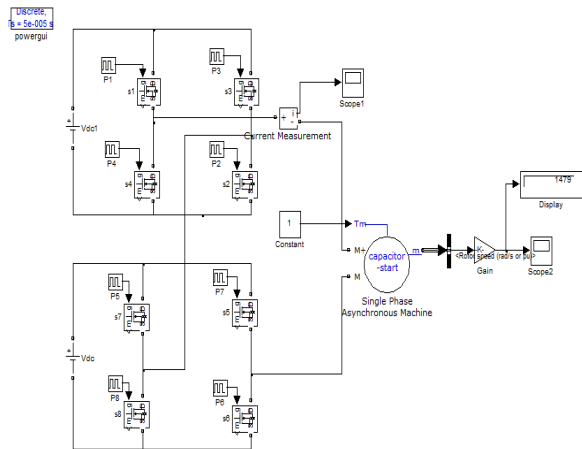 Discrete,
Ts = 5e-005 s
powergui
P1
P3
s1
s3
i
+
-
Scope1
Current Measurement
+
Vdc1
P4
P2
s4
s2
1479
Display
1
Constant
Tm
M+
M
capacitor
-start
m
<Rotor speed (rad/s or pu)>
-K-
Gain
Scope2
Single Phase
Asynchronous Machine
P5
P7
s7
s5
+
Vdc
P8
P6
s8
s6